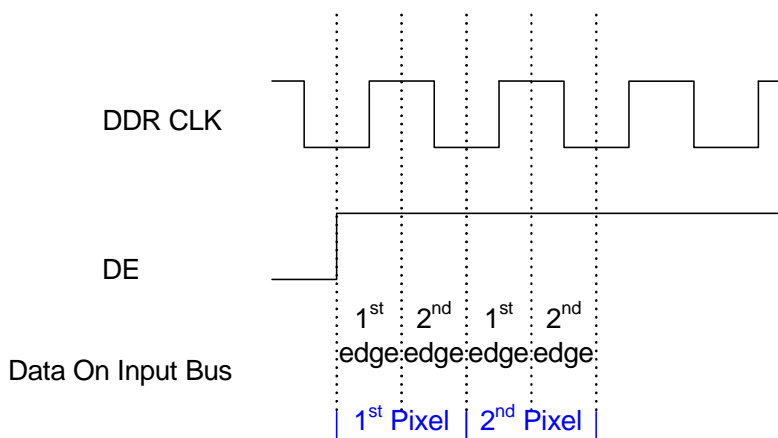 DDR CLK
DE
1st 2nd 1st 2nd
edge edge edge edge
Data On Input Bus
1st Pixel 2nd Pixel